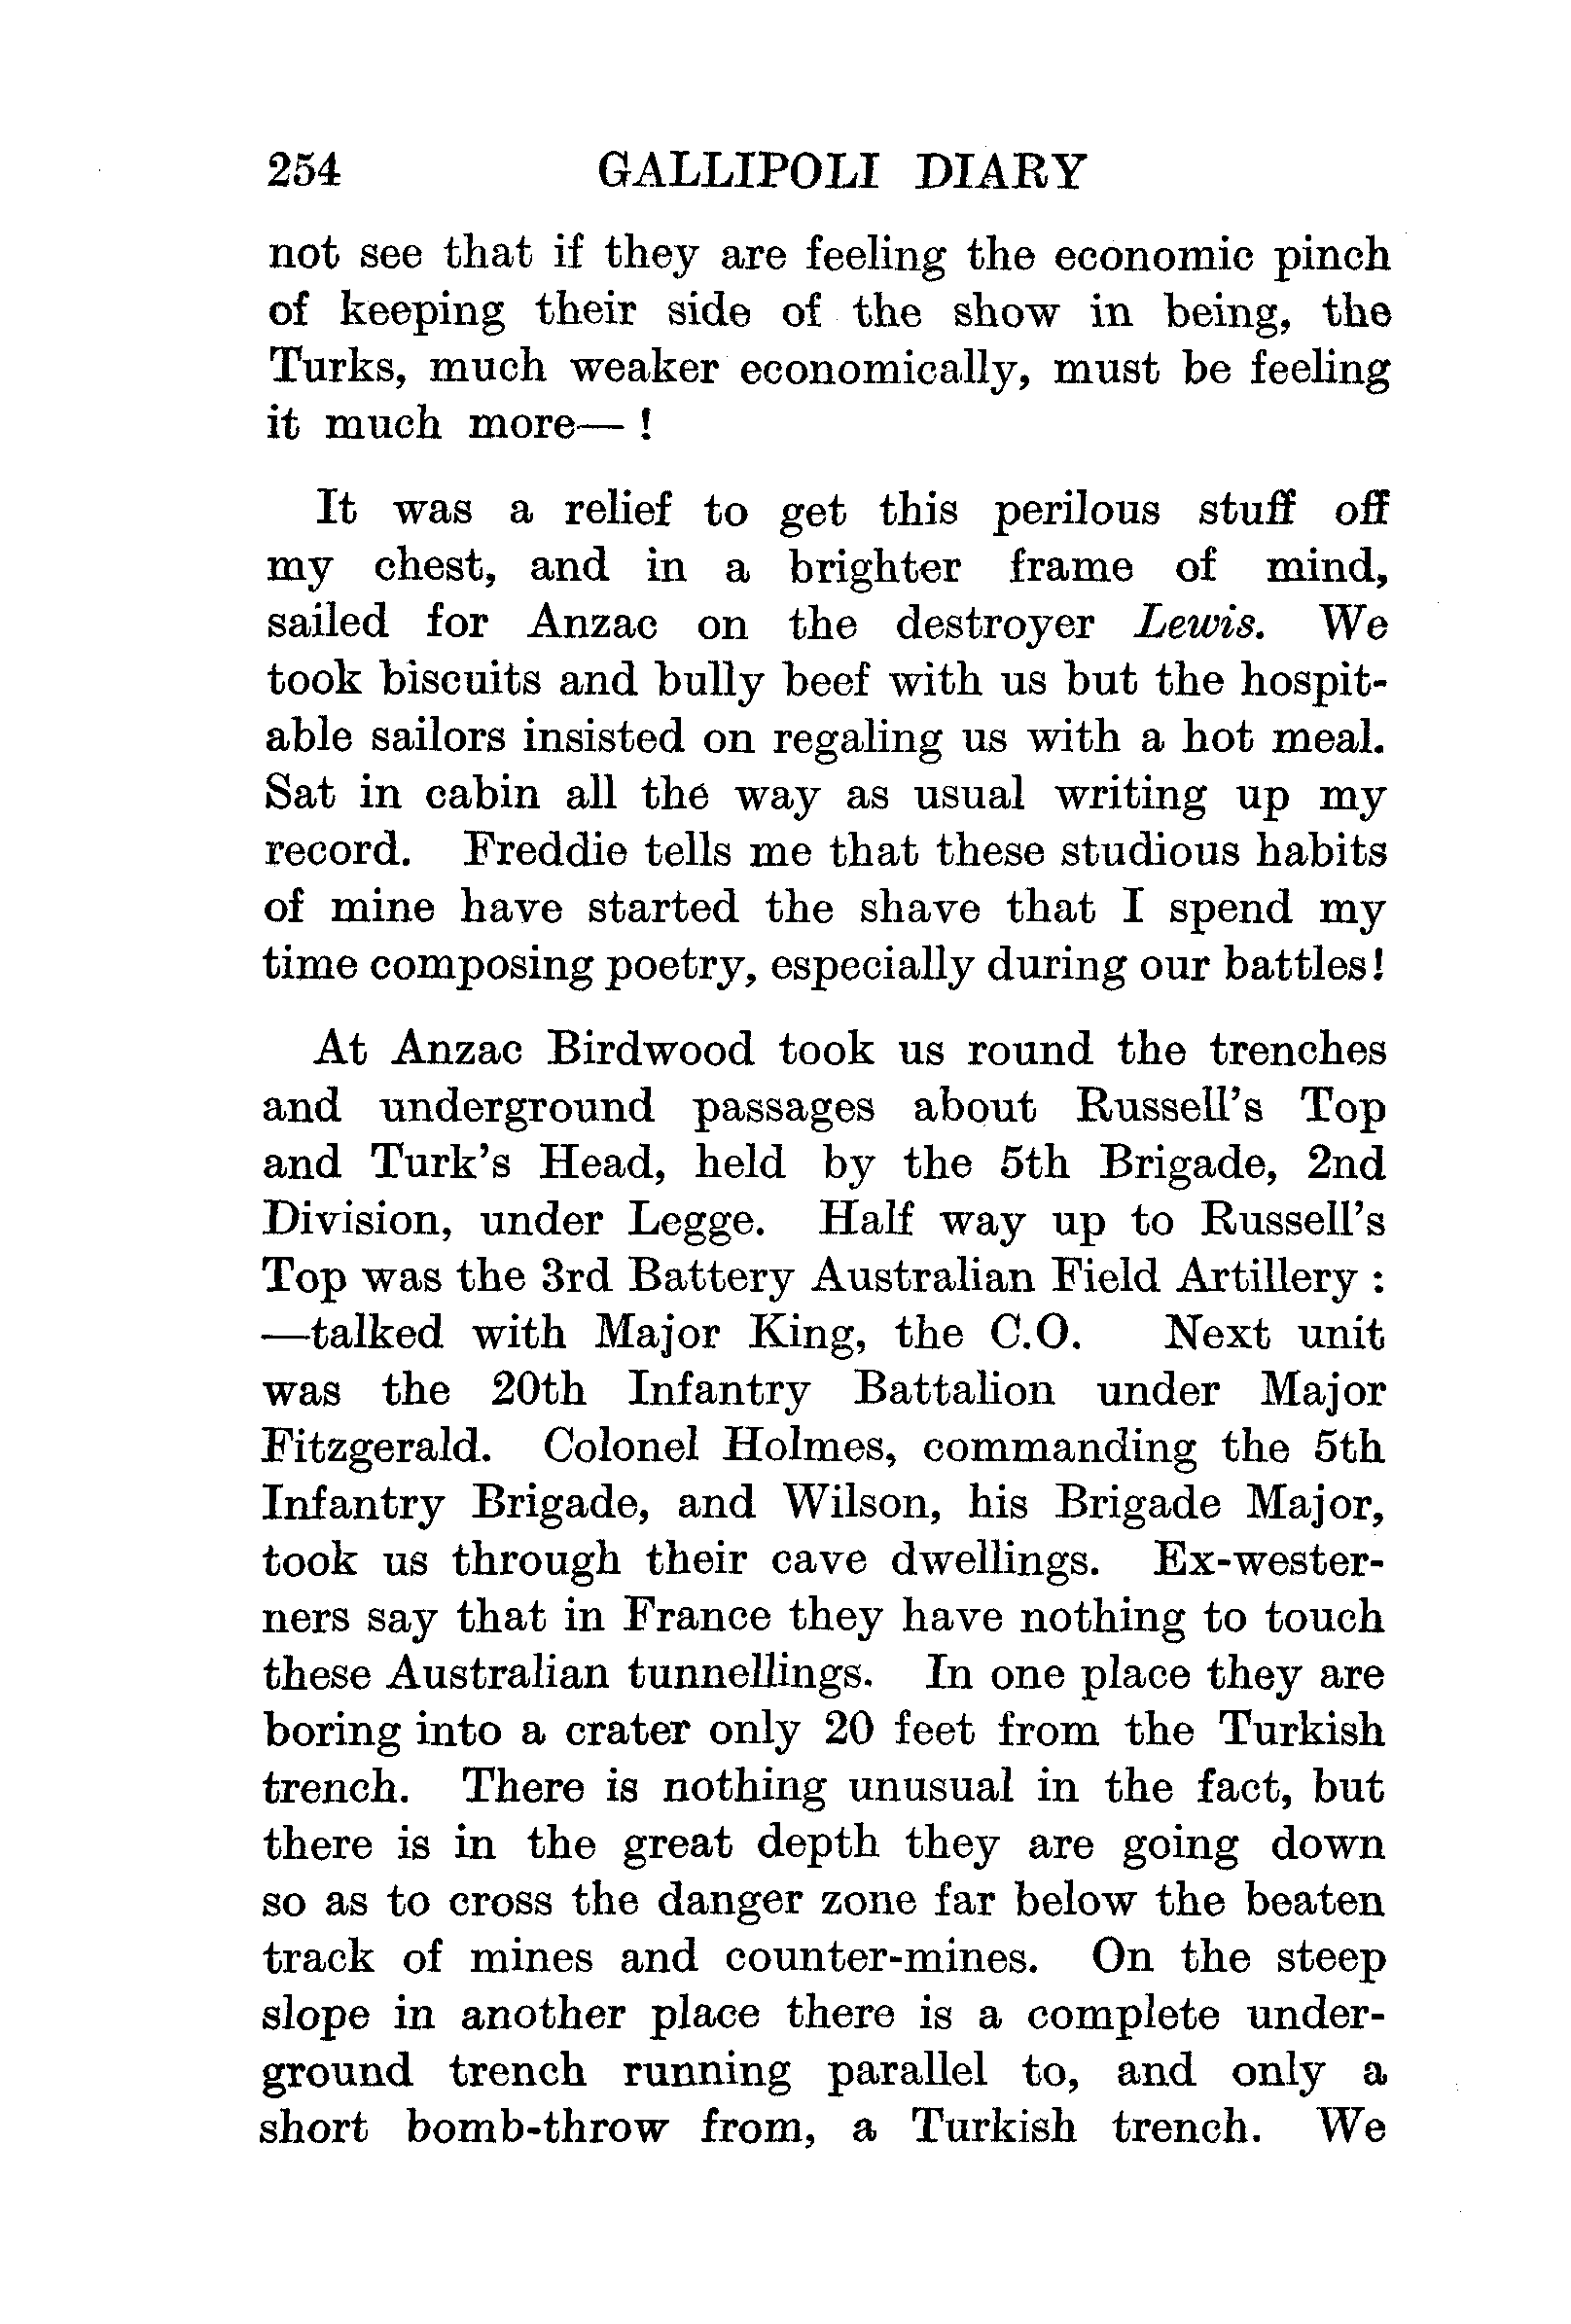 254 GALLIPOLI DIARY
not see that if they are feeling the economic pinch
of keeping their side of the show in being, the
Turks, much weaker economically, must be feeling
it much more— !
It was a relief to get this perilous stuff off
my chest, and in a brighter frame of mind,
sailed for Anzac on the destroyer Lewis. We
took biscuits and bully beef with us but the hospit-
able sailors insisted on regaling us with a hot meal.
Sat in cabin all the way as usual writing up my
record. Freddie tells me that these studious habits
of mine have started the shave that I spend my
time composing poetry, especially during our battles!
At Anzac Birdwood took us round the trenches
and underground passages about Russell's Top
and Turk's Head, held by the 5th Brigade, 2nd
Division, under Legge. Half way up to Russell's
Top was the 3rd Battery Australian Field Artillery :
—talked with Major King, the C.O. Next unit
was the 20th Infantry Battalion under Major
Fitzgerald. Colonel Holmes, commanding the 5th
Infantry Brigade, and Wilson, his Brigade Major,
took us through their cave dwellings. Ex-wester-
ners say that in France they have nothing to touch
these Australian tunnellings. In one place they are
boring into a crater only 20 feet from the Turkish
trench. There is nothing unusual in the fact, but
there is in the great depth they are going down
so as to cross the danger zone far below the beaten
track of mines and counter-mines. On the steep
slope in another place there is a complete under-
ground trench running parallel to, and only a
short bomb-throw from, a Turkish trench. We